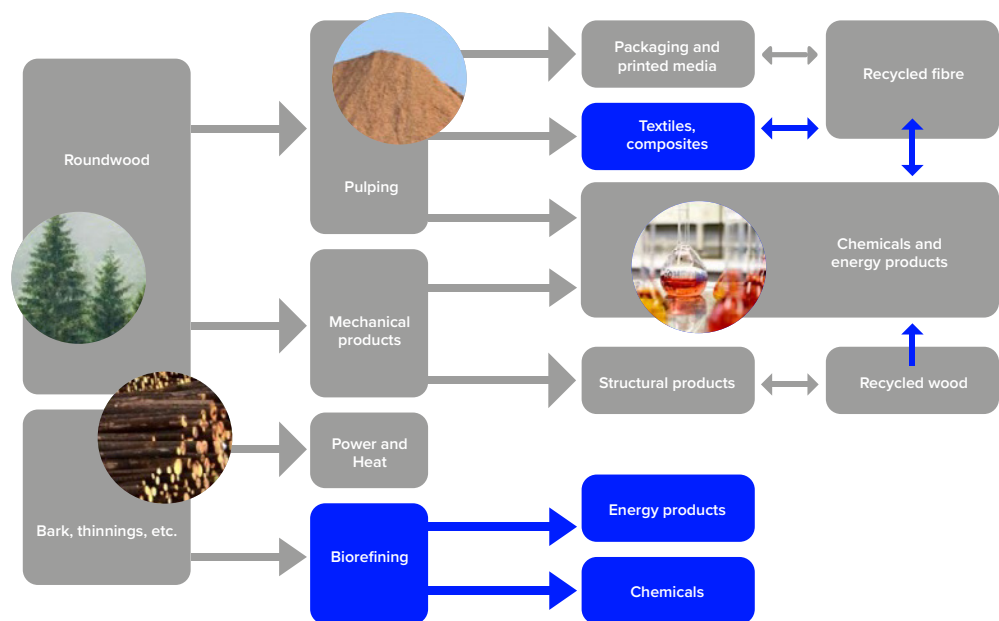 Roundwood
Bark, thinnings, etc.
Pulping
Mechanical
products
Power and
Heat
Biorefining
Packaging and
printed media
Textiles,
composites
Chemicals and
energy products
Structural products
Energy products
Chemicals
Recycled fibre
Recycled wood